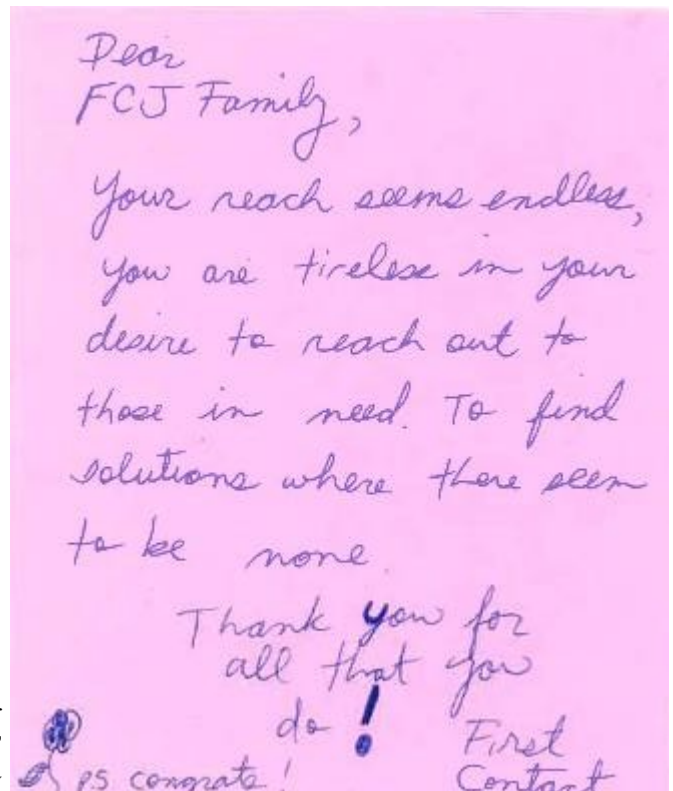 Dear
FCJ Family,
Your reach seems endless,
you are tireless in your
desire to reach out to
those in need. To find
solutions where there seem
to be none.
Thank you for
all that you
do!
First
P.S. congrats!
Contact